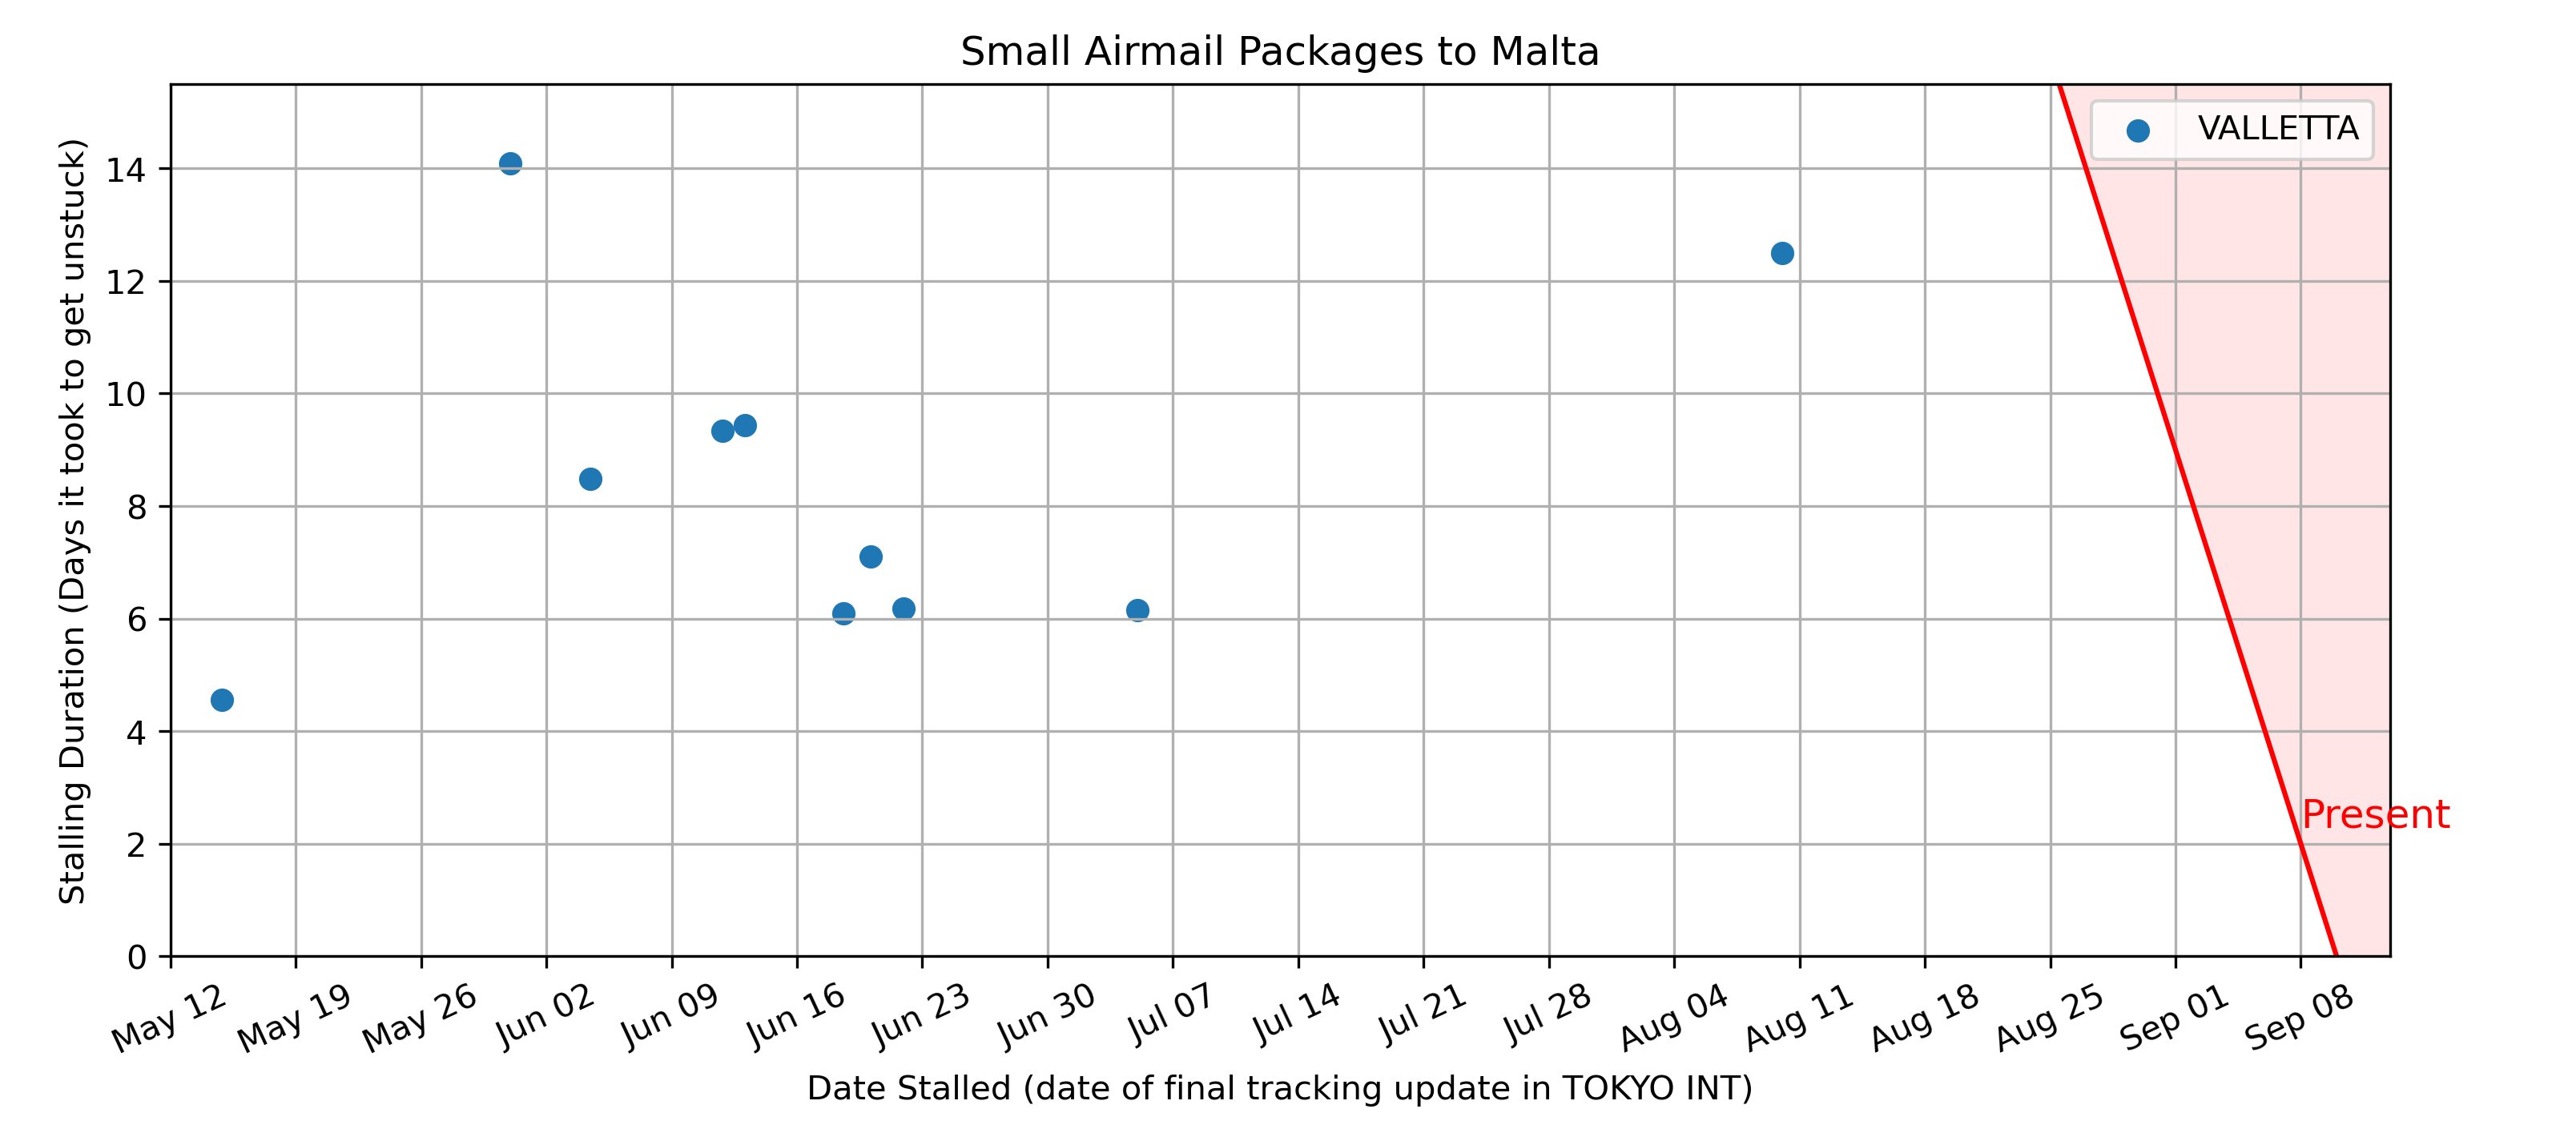 Small Airmail Packages to Malta
VALLETTA
Stalling Duration (Days it took to get unstuck)
14
12
10
8
6
4
2
0
Present
May 12
May 19
May 26
Jun 02
Jun 09
Jun 16
Jun 23
Jun 30
Jul 07
Jul 14
Jul 21
Jul 28
Aug 04
Aug 11
Aug 18
Aug 25
Sep 01
Sep 08
Date Stalled (date of final tracking update in TOKYO INT)